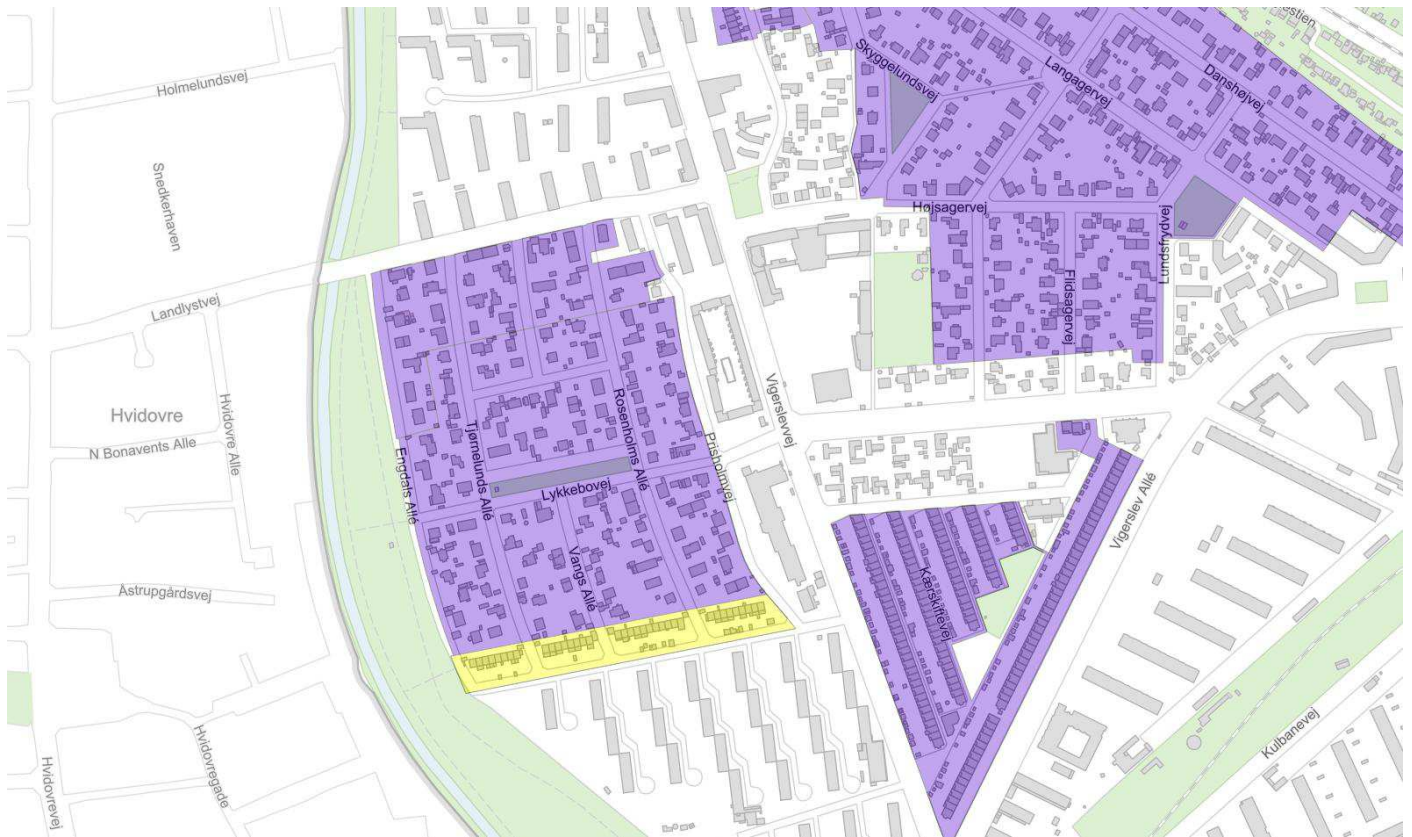 Skyggelundsvej
Langagervej
Danshøjvej
Holmelundsvej
Snedkerhaven
Højsagervej
Lundsfrydvej
Flidsagervej
Landlystvej
Hvidovre
Hvidovre Alle
N Bonavents Alle
Engdals Allé
Tjørnelunds Allé
Rosenholms Allé
Prisholmvej
Vigerslevvej
Lykkebovej
Vangs Allé
Kærskiftevej
Vigerslev Allé
Åstrupgårdsvej
Hvidovregade
Hvidovrevej
Kulbanevej